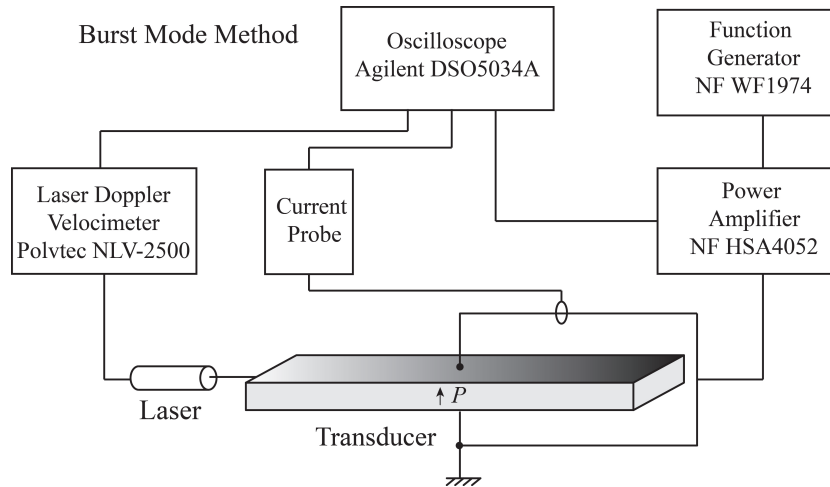 Burst Mode Method
Oscilloscope
Agilent DSO5034A
Function
Generator
NF WF1974
Laser Doppler
Velocimeter
Polvtec NLV-2500
Current
Probe
Power
Amplifier
NF HSA4052
Laser
P
Transducer